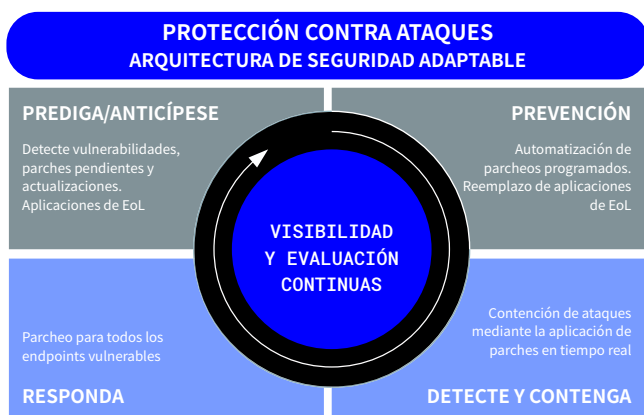 PROTECCIÓN CONTRA ATAQUES
ARQUITECTURA DE SEGURIDAD ADAPTABLE
PREDIGA/ANTICÍPESE
Detecte vulnerabilidades,
parches pendientes y
actualizaciones.
Aplicaciones de EoL
PREVENCIÓN
Automatización de
parcheos programados.
Reemplazo de aplicaciones
de EoL
VISIBILIDAD
Y EVALUACIÓN
CONTINUAS
Parcheo para todos los
endpoints vulnerables
RESPONDA
Contención de ataques
mediante la aplicación de
parches en tiempo real
DETECTE Y CONTENGA